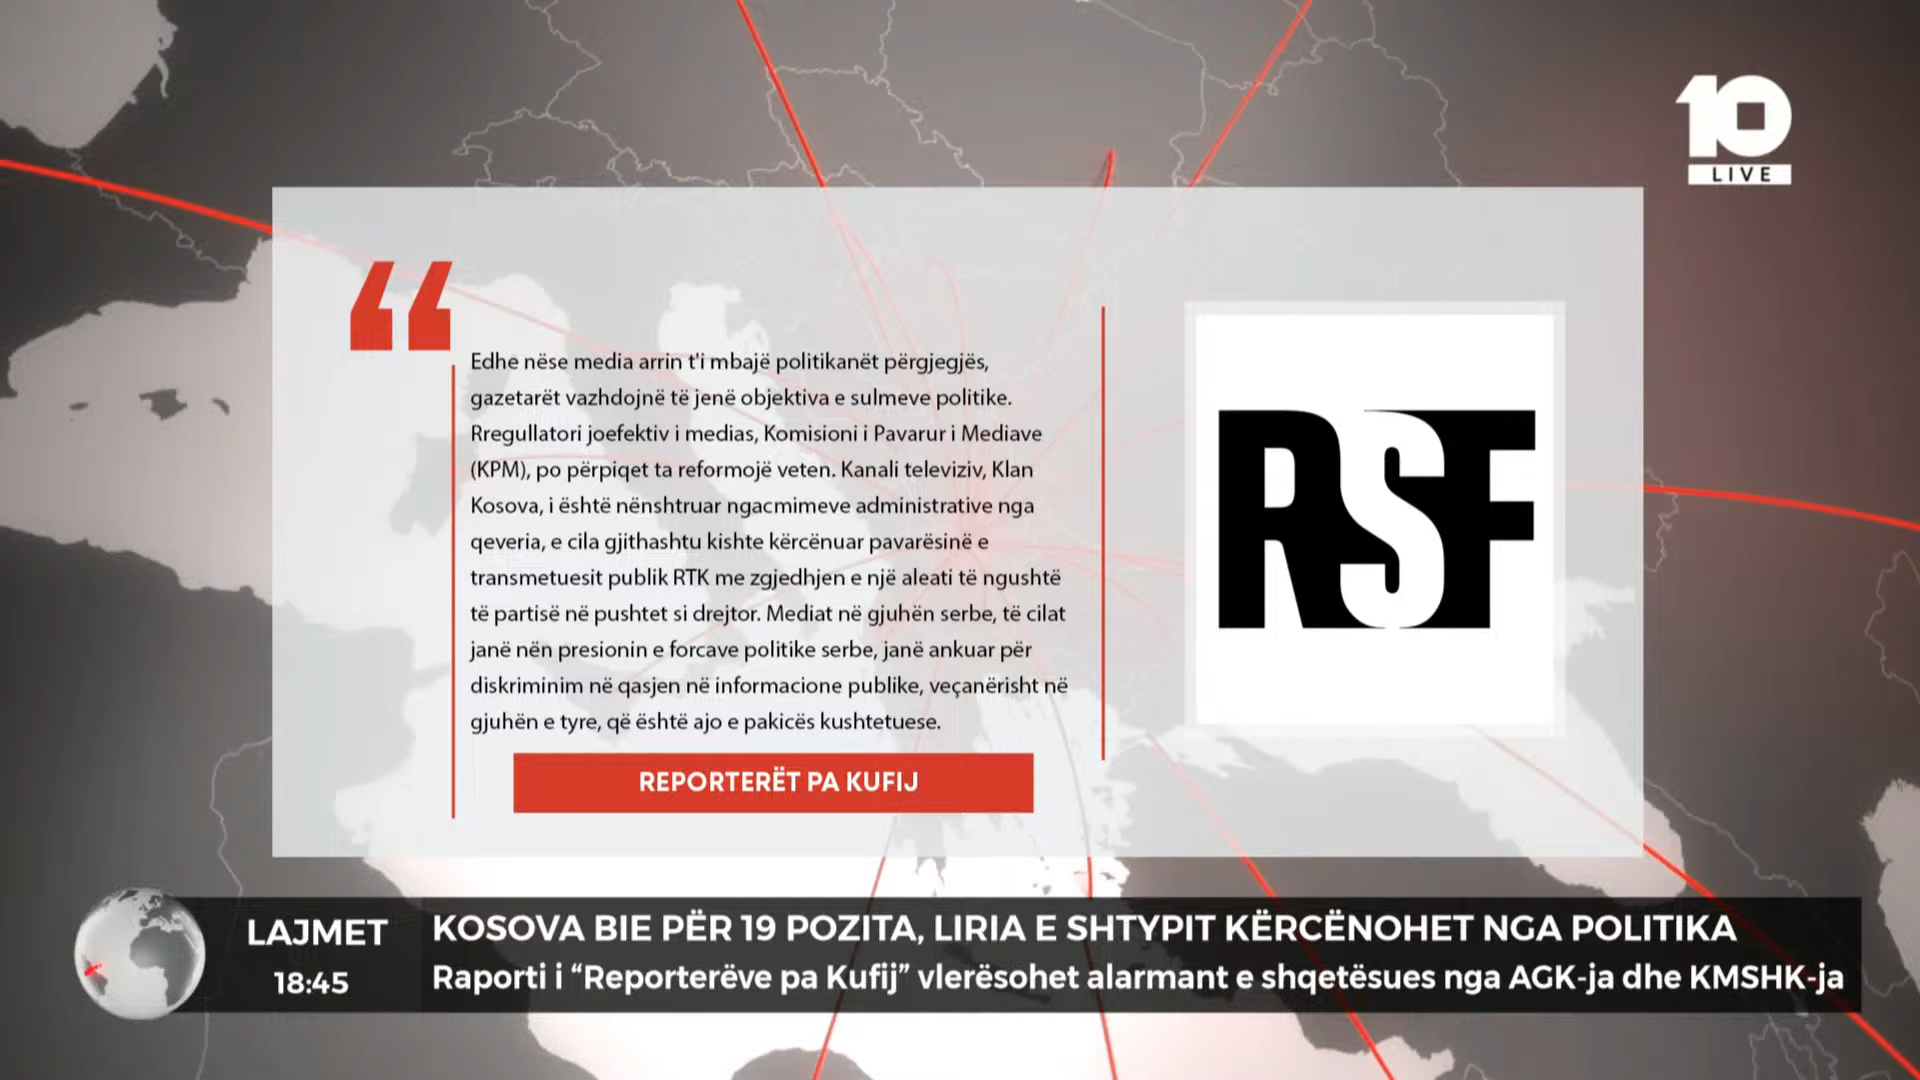 10
LIVE
“
Edhe nëse media arrin t'i mbajë politikanët përgjegjës,
gazetarët vazhdojnë të jenë objektiva e sulmeve politike.
Rregullatori joefektiv i medias, Komisioni i Pavarur i Mediave
(KPM), po përpiqet ta reformojë veten. Kanali televiziv, Klan
Kosova, i është nënshtruar ngacmimeve administrative nga
qeveria, e cila gjithashtu kishte kërcënuar pavarësinë e
transmetuesit publik RTK me zgjedhjen e një aleati të ngushtë
të partisë në pushtet si drejtor. Mediat në gjuhën serbe, të cilat
janë nën presionin e forcave politike serbe, janë ankuar për
diskriminim në qasjen në informacione publike, veçanërisht në
gjuhën e tyre, që është ajo e pakicës kushtetuese.
REPORTERËT PA KUFIJ
RSF
LAJMET
18:45
KOSOVA BIE PËR 19 POZITA, LIRIA E SHTYPIT KËRCËNOHET NGA POLITIKA
Raporti i “Reporterëve pa Kufij” vlerësohet alarmant e shqetësues nga AGK-ja dhe KMSHK-ja